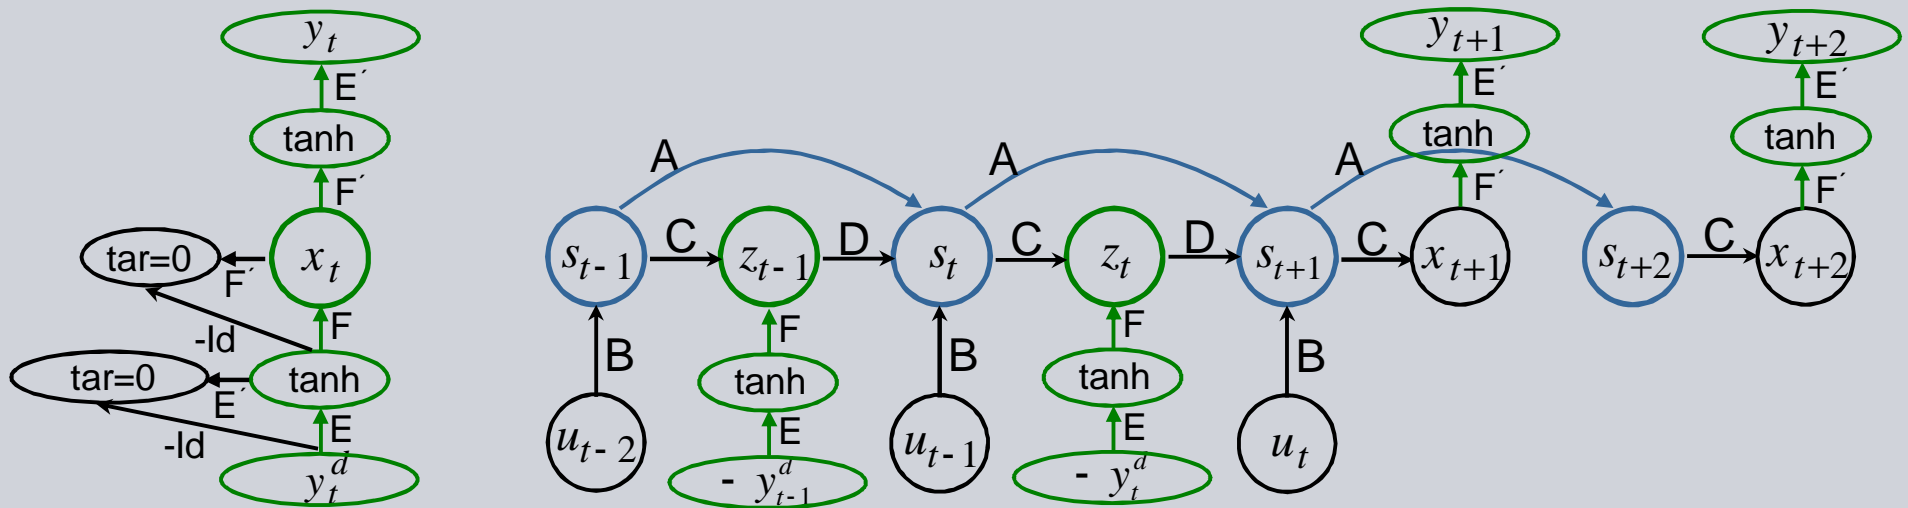 y_t y_{t+1} y_{t+2}
E´ E´ E´
tanh tanh tanh
A A A
F´ F´ F´
tar=0 x_t s_{t-1} C z_{t-1} D s_t C z_t D s_{t+1} C x_{t+1} s_{t+2} C x_{t+2}
F´
-Id F B F B F B
tar=0 tanh tanh tanh
E´
-Id E E E
u_{t-2} u_{t-1} u_t
y_t^d - y_{t-1}^d - y_t^d